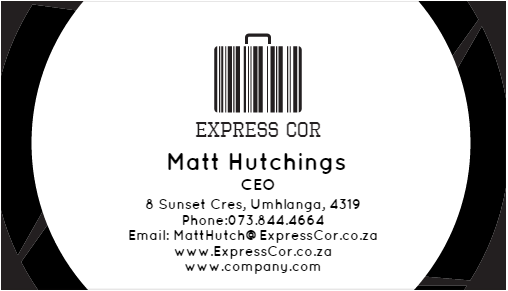 EXPRESS COR
Matt Hutchings
CEO
8 Sunset Cres, Umhlanga, 4319
Phone:073.844.4664
Email: MattHutch@ExpressCor.co.za
www.ExpressCor.co.za
www.company.com